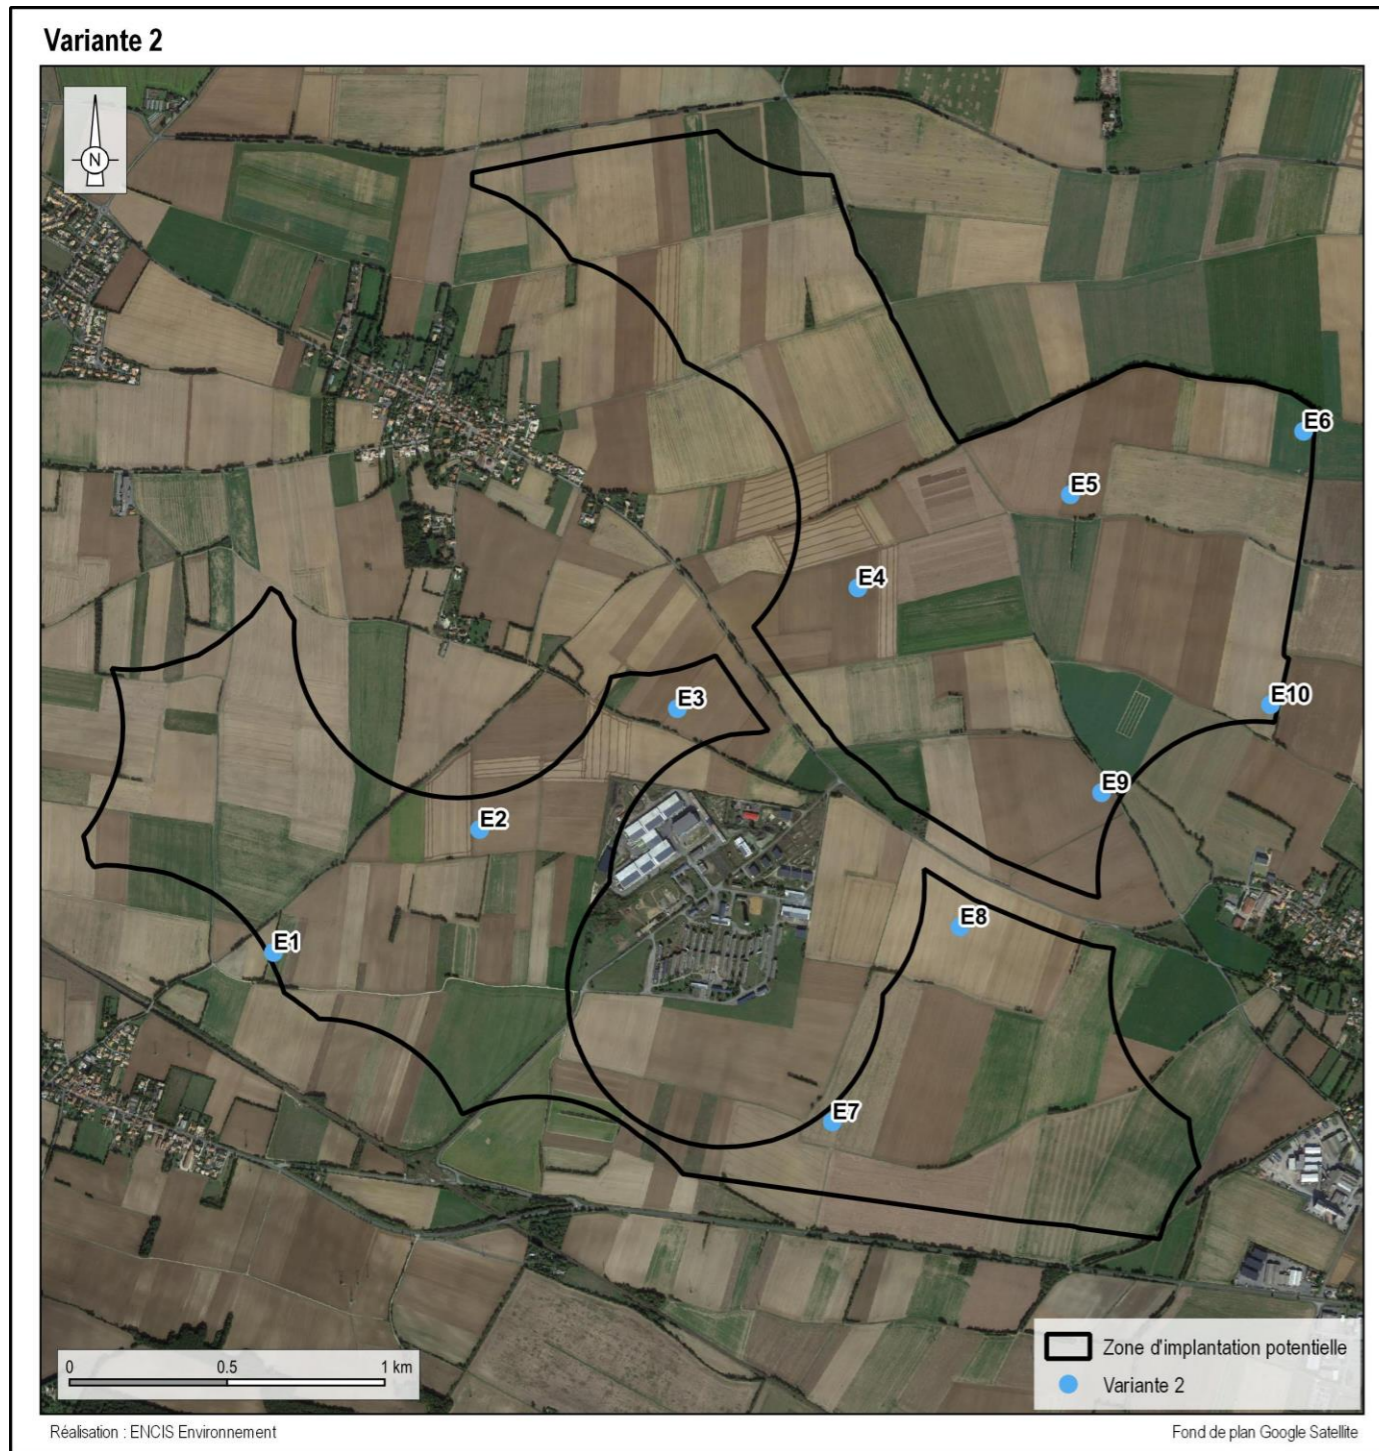 Variante 2
N
E6
E5
E4
E3
E10
E9
E2
E8
E1
E7
0 0.5 1 km
Zone d'implantation potentielle
Variante 2
Réalisation : ENCIS Environnement
Fond de plan Google Satellite